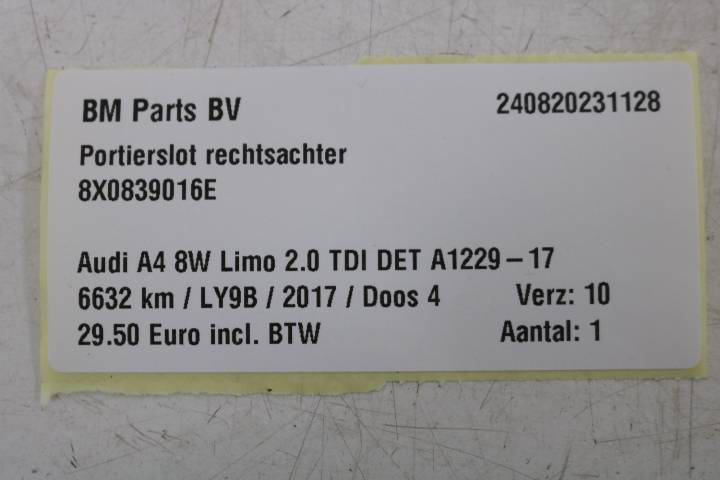 BM Parts BV 240820231128
Portierslot rechtsachter
8X0839016E
Audi A4 8W Limo 2.0 TDI DET A1229-17
6632 km / LY9B / 2017 / Doos 4 Verz: 10
29.50 Euro incl. BTW Aantal: 1